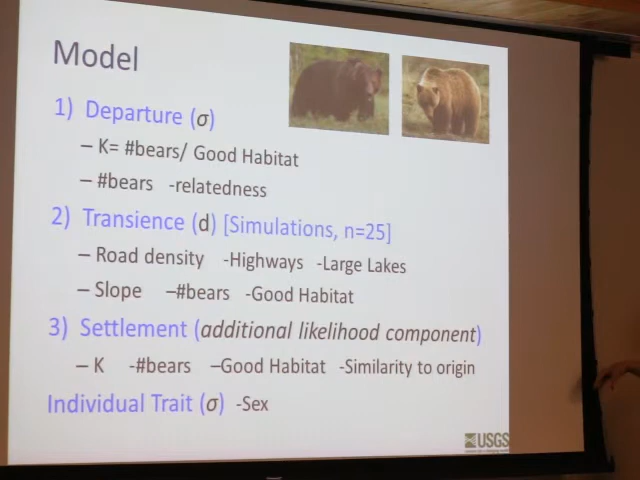 Model
1) Departure (σ)
– K= #bears/ Good Habitat
– #bears -relatedness
2) Transience (d) [Simulations, n=25]
– Road density -Highways -Large Lakes
– Slope –#bears -Good Habitat
3) Settlement (additional likelihood component)
– K -#bears –Good Habitat -Similarity to origin
Individual Trait (σ) -Sex
USGS